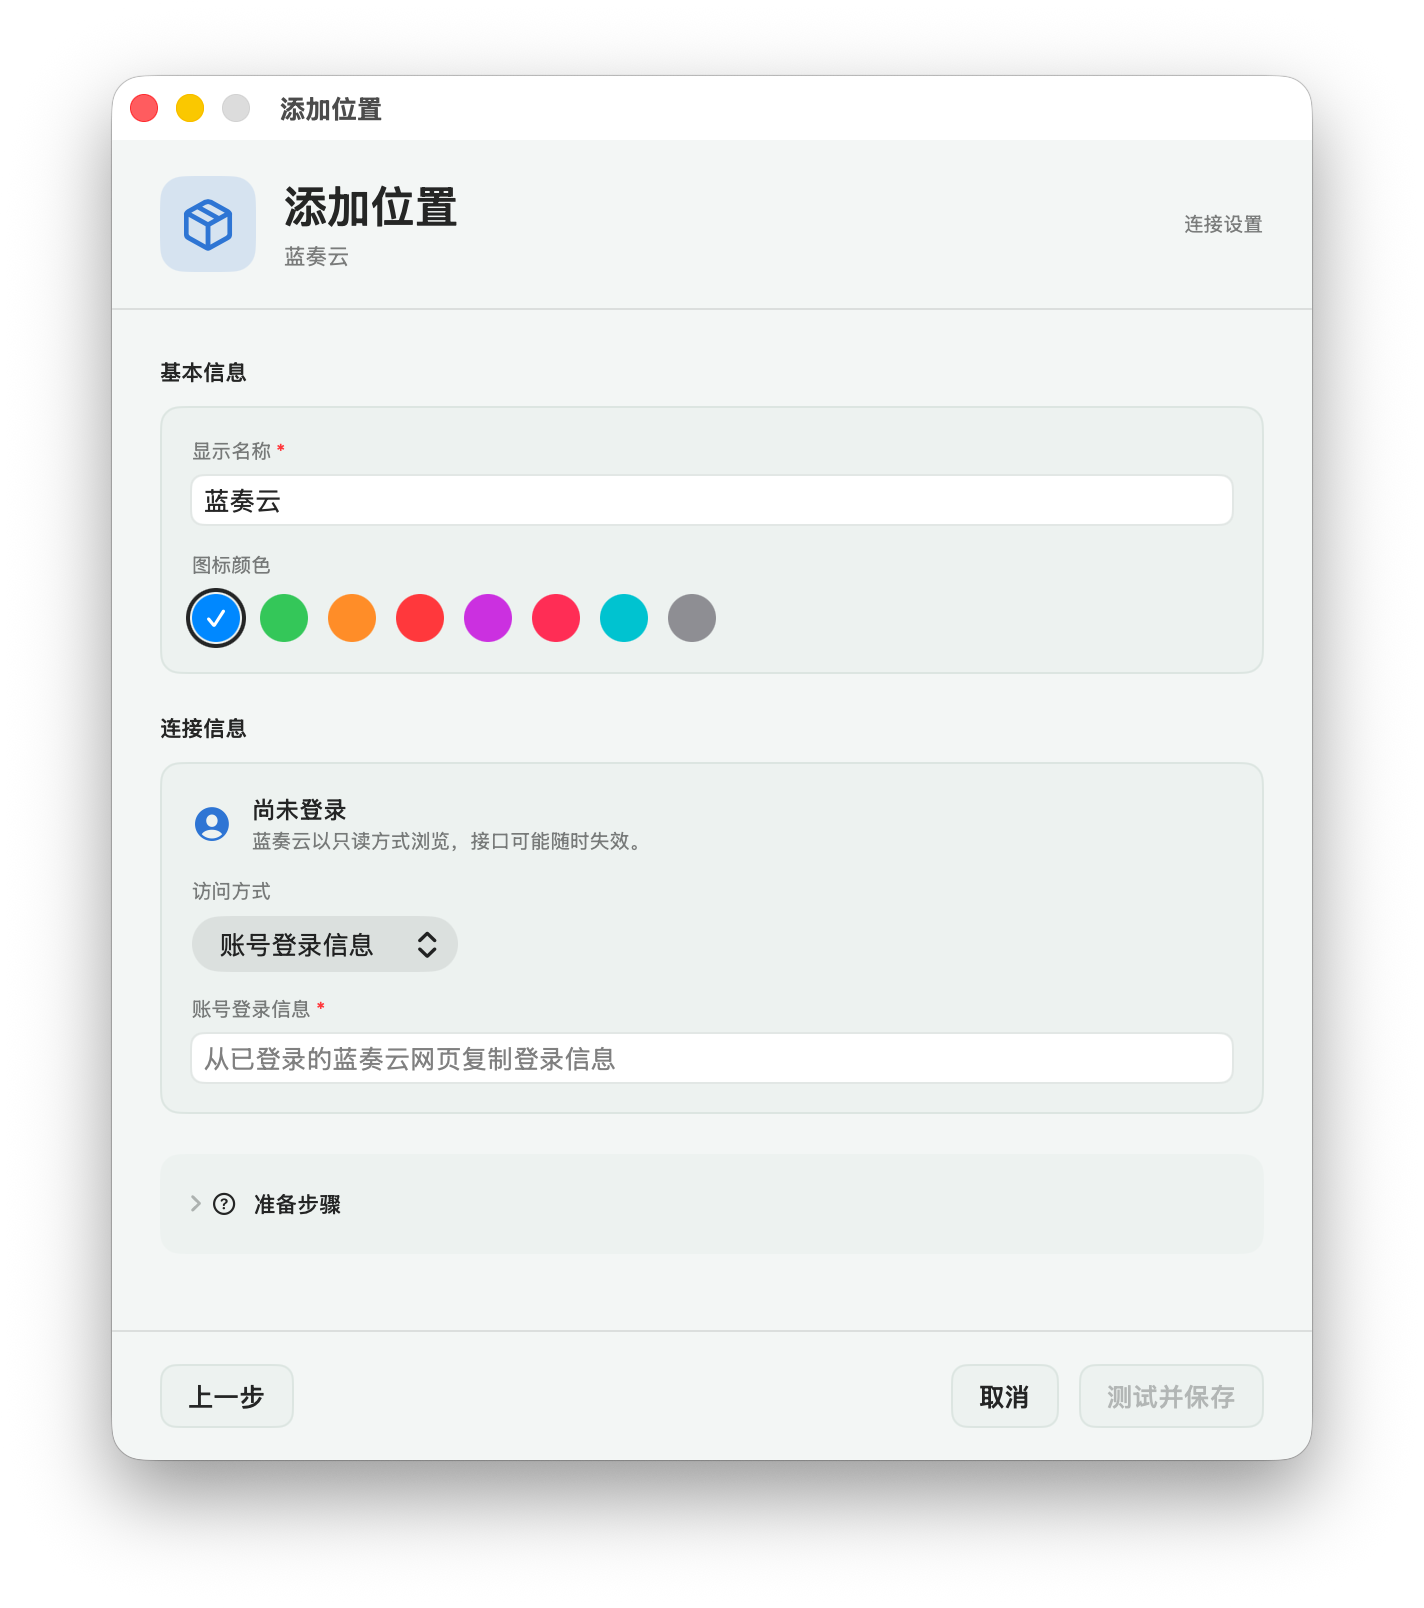 添加位置
添加位置
蓝奏云
连接设置
基本信息
显示名称 *
蓝奏云
图标颜色
连接信息
尚未登录
蓝奏云以只读方式浏览，接口可能随时失效。
访问方式
账号登录信息
账号登录信息 *
从已登录的蓝奏云网页复制登录信息
准备步骤
上一步
取消
测试并保存